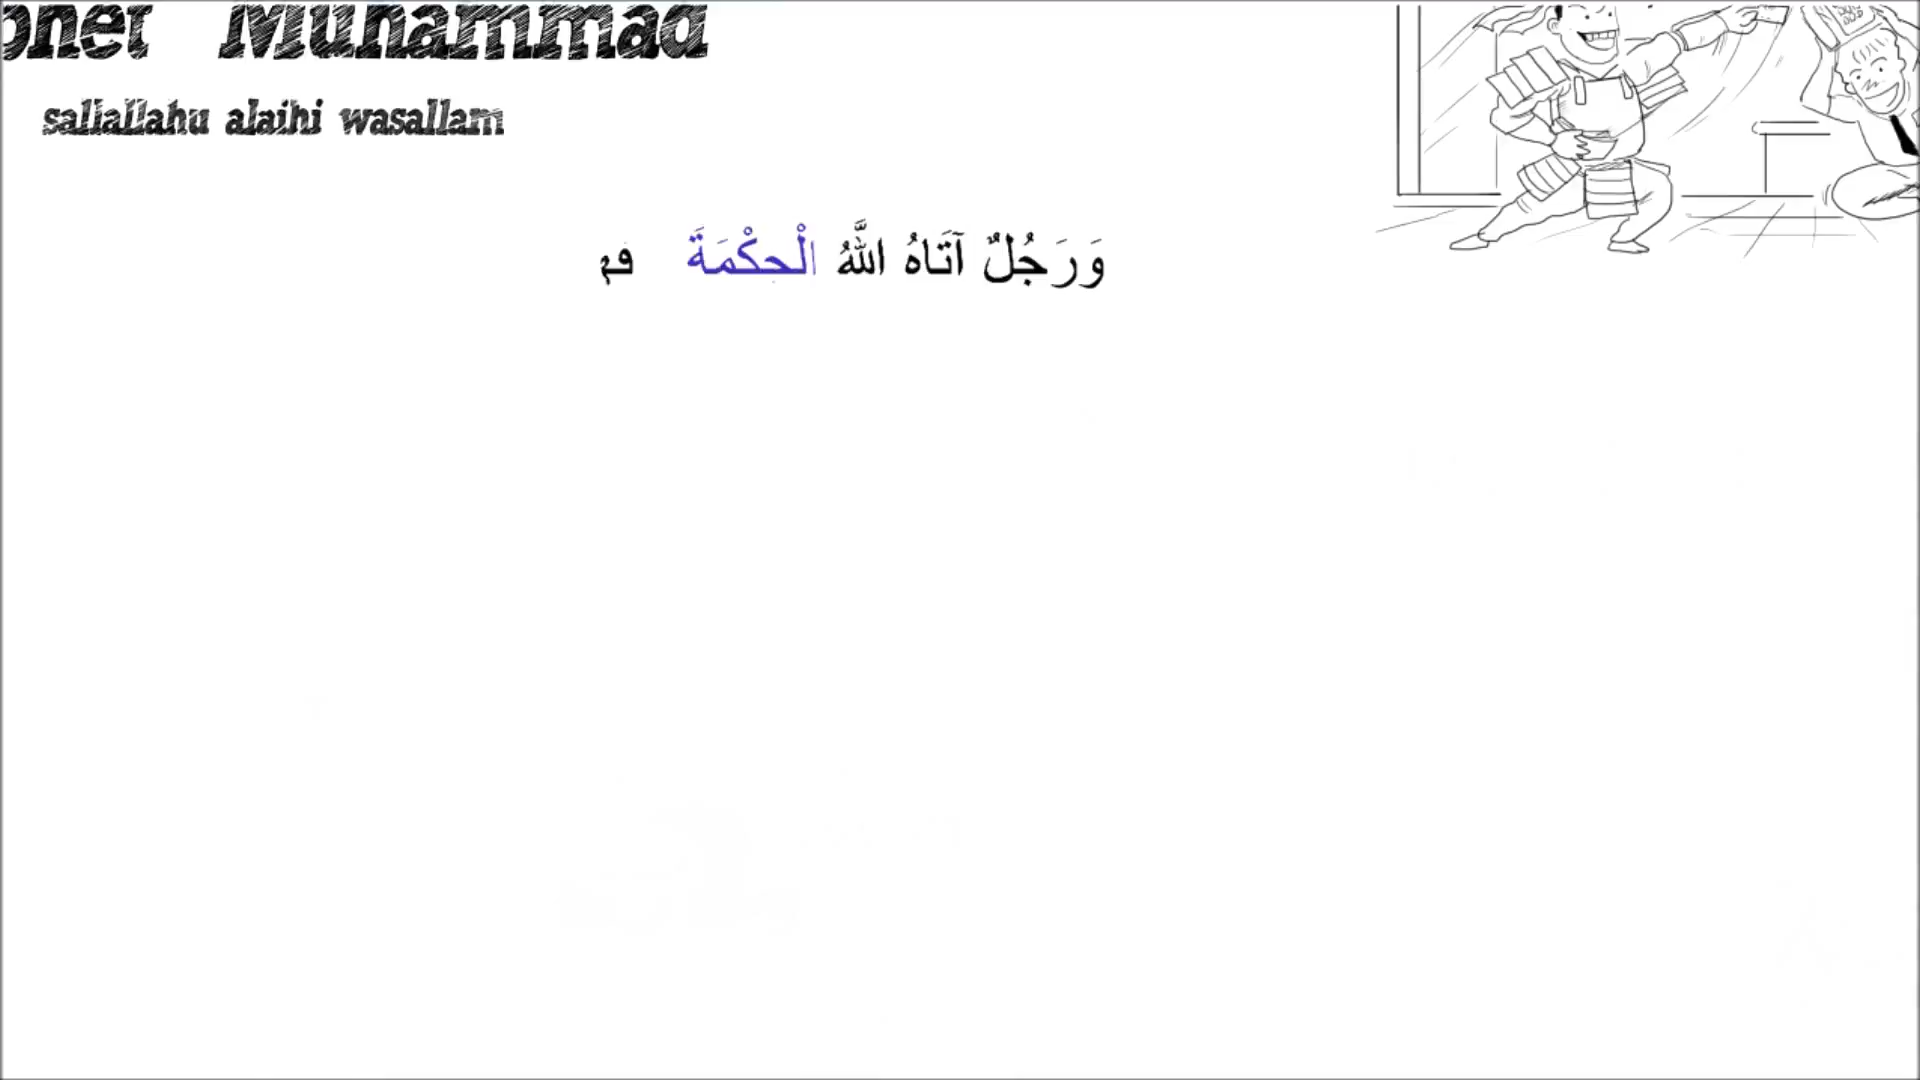 Muhammad
sallallahu alaihi wasallam
وَرَجُلٌ آتَاهُ اللَّهُ الْحِكْمَةَ